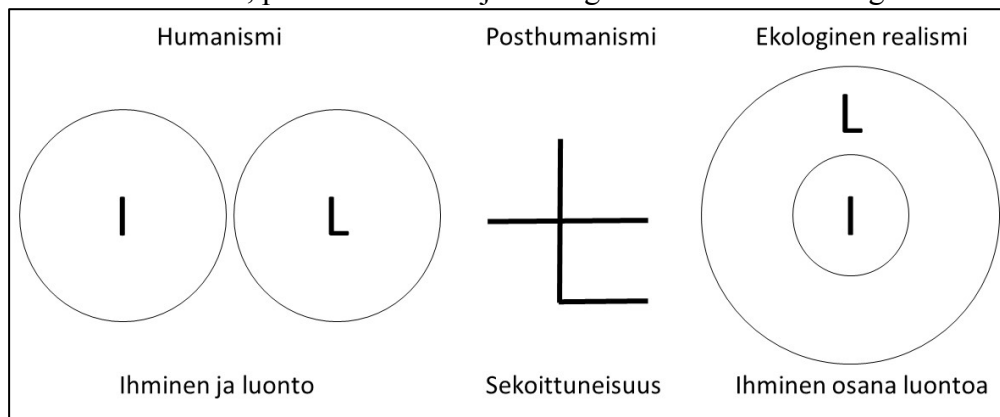 Humanismi
Posthumanismi
Ekologinen realismi
I
L
L
I
Ihminen ja luonto
Sekoittuneisuus
Ihminen osana luontoa